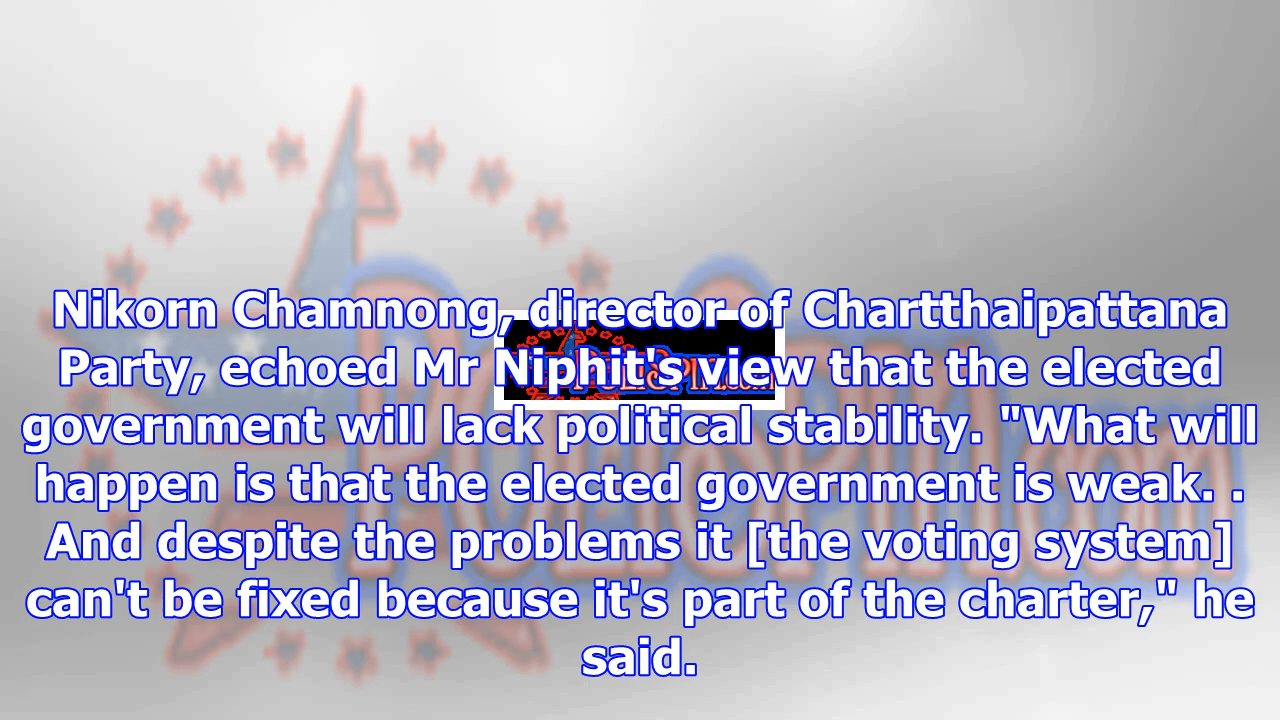 Nikorn Chamnong, director of Chartthaipattana
Party, echoed Mr Niphit's view that the elected
government will lack political stability. "What will
happen is that the elected government is weak. .
And despite the problems it [the voting system]
can't be fixed because it's part of the charter," he
said.